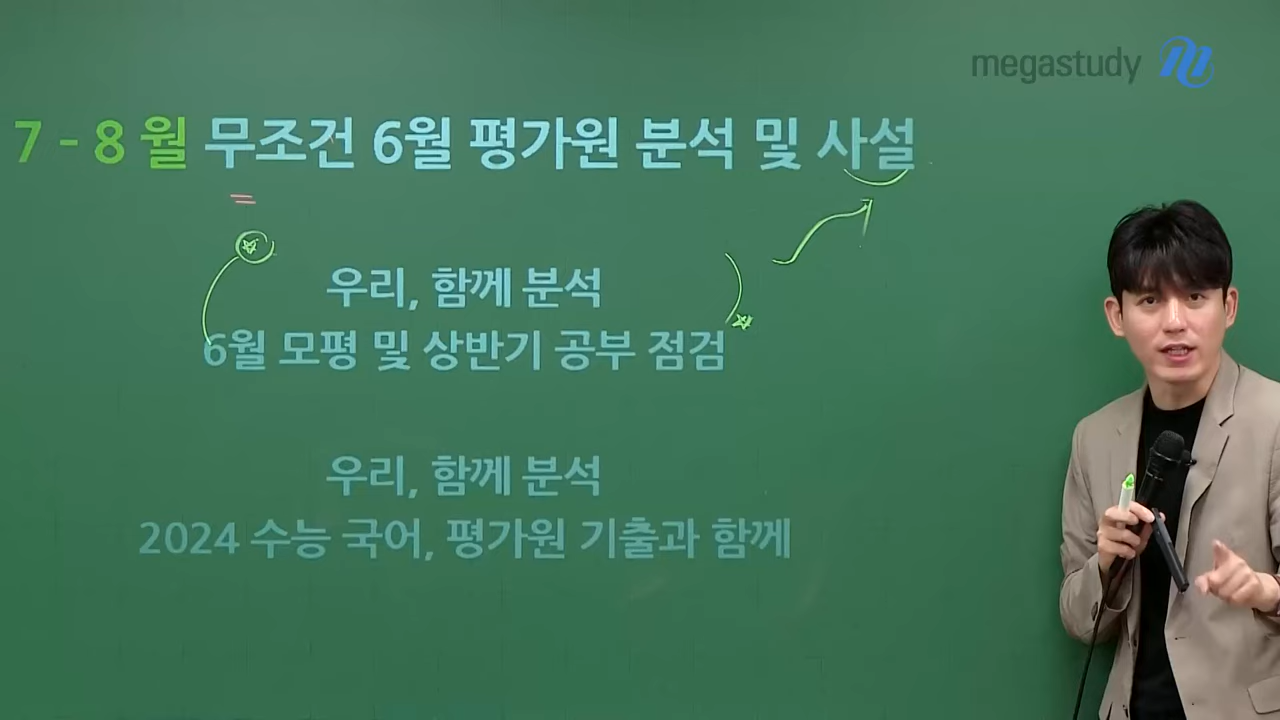 megastudy
7 - 8 월 무조건 6월 평가원 분석 및 사설
우리, 함께 분석
6월 모평 및 상반기 공부 점검
우리, 함께 분석
2024 수능 국어, 평가원 기출과 함께